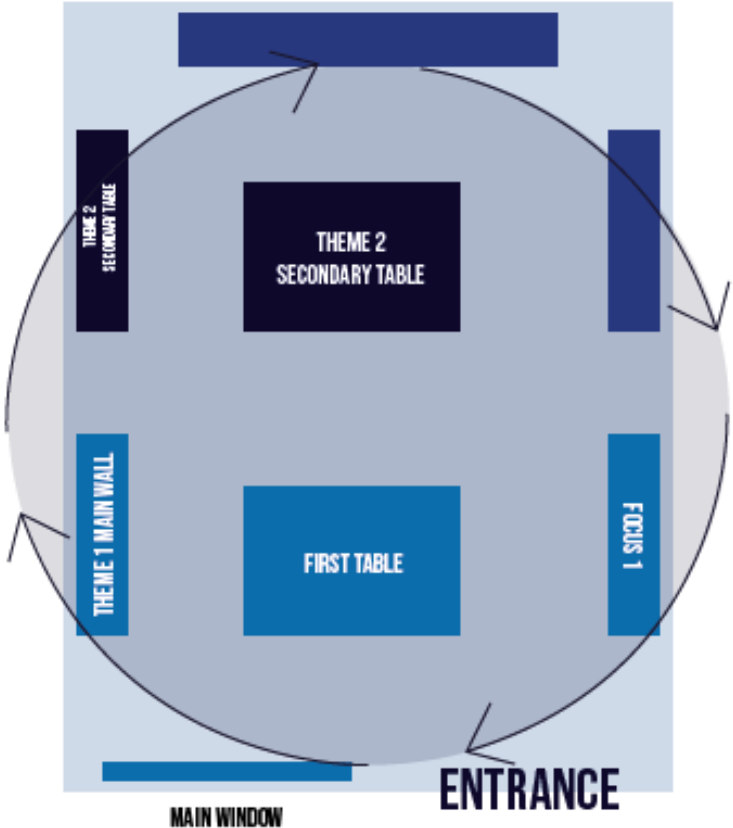 THEME 2
SECONDARY TABLE
THEME 2
SECONDARY TABLE
THEME 1 MAIN WALL
FIRST TABLE
FOCUS 1
ENTRANCE
MAIN WINDOW